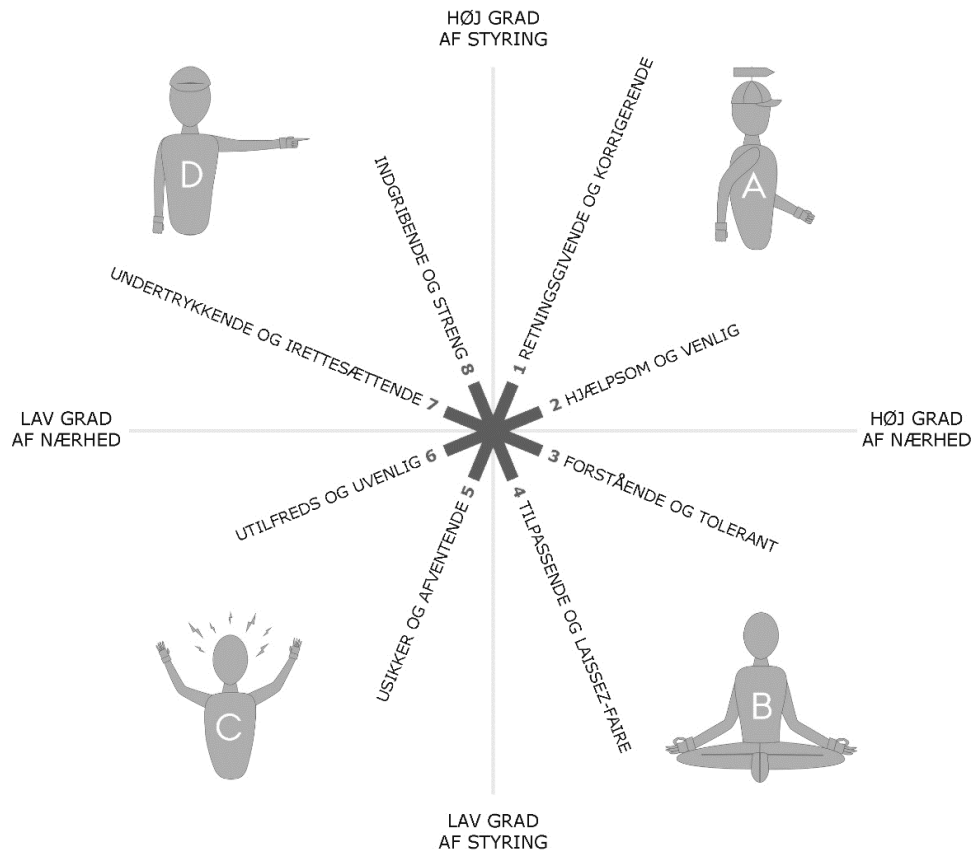 HØJ GRAD
AF STYRING
D
A
INDGRIBENDE OG STRENG 8
1 RETNINGSGIVENDE OG KORRIGERENDE
UNDERTRYKKENDE OG IRETTESÆTTENDE 7
2 HJÆLPSOM OG VENLIG
LAV GRAD
AF NÆRHED
HØJ GRAD
AF NÆRHED
UTILFREDS OG UVENLIG 6
3 FORSTÅENDE OG TOLERANT
USIKKER OG AFVENTENDE 5
4 TILPASSENDE OG LAISSEZ-FAIRE
C
B
LAV GRAD
AF STYRING